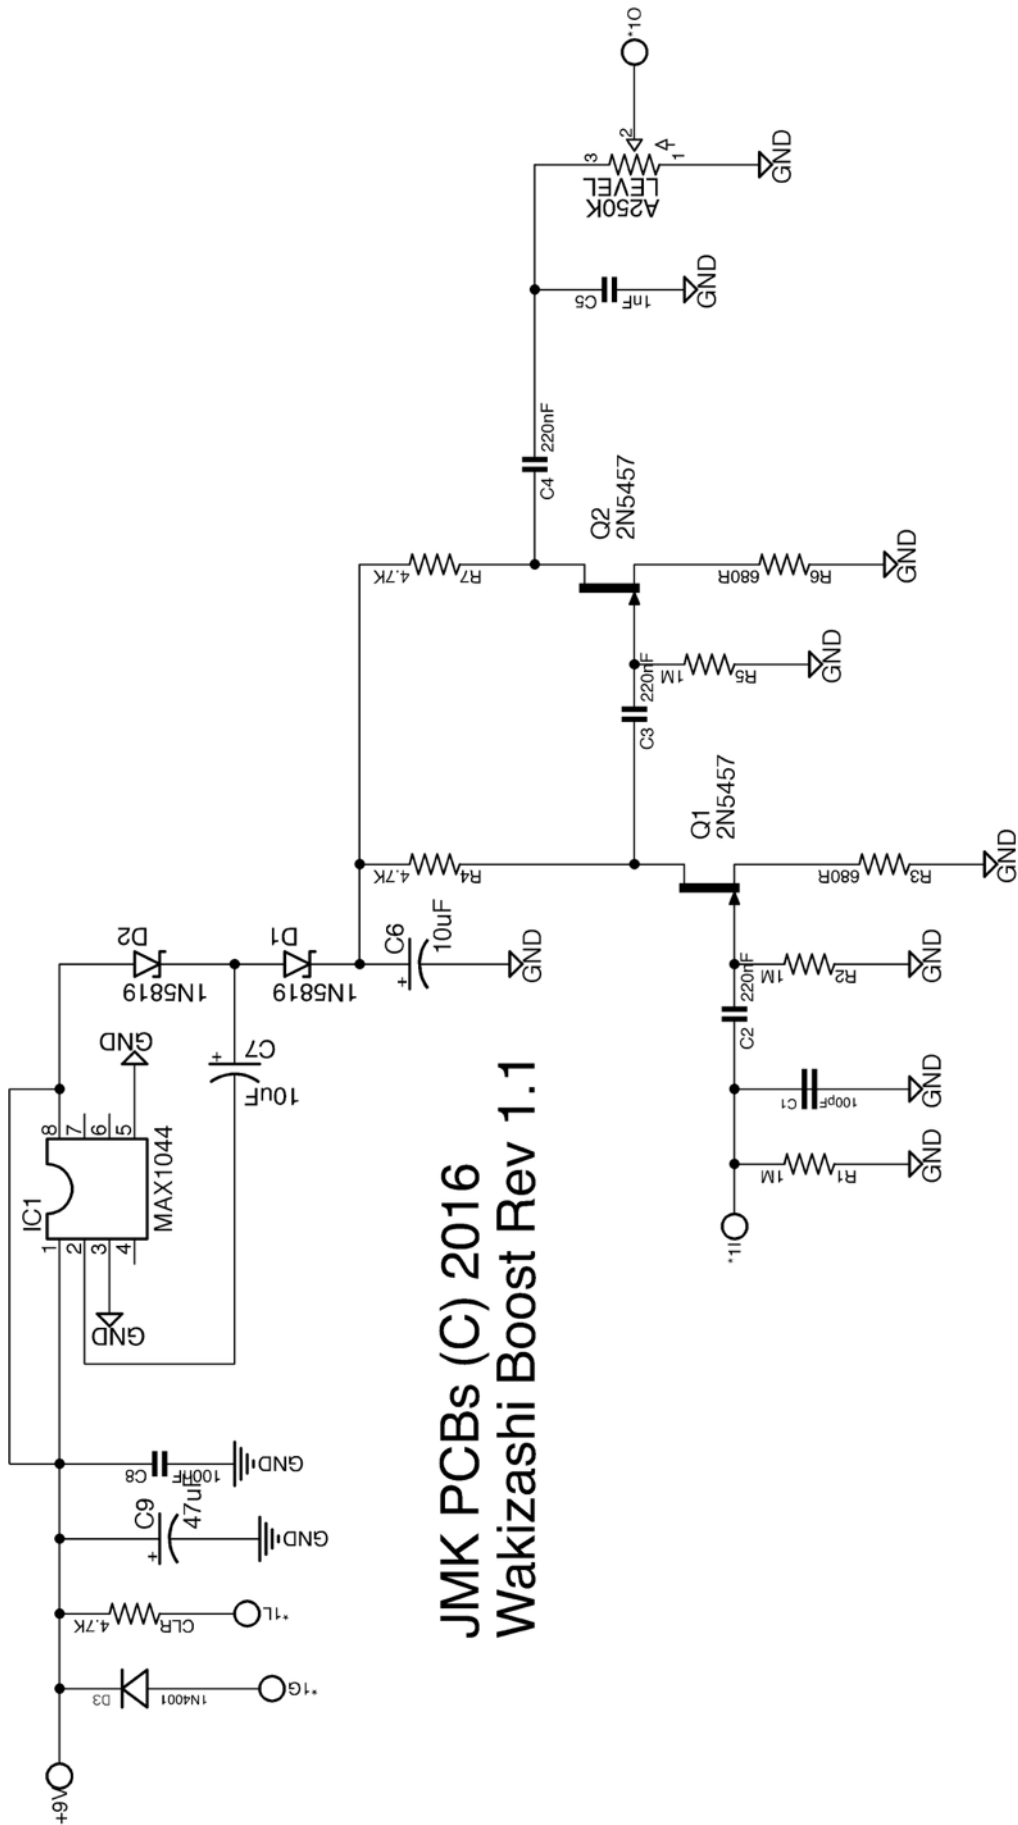 +9V
D3
1N4001
*1G
4.7K
CLR
*1L
C9
47uF
+
GND
C8
100nF
GND
IC1
MAX1044
1
2
3
4
8
7
6
5
GND
GND
C7
10uF
+
D2
1N5819
D1
1N5819
C6
10uF
+
GND
4.7K
R4
4.7K
R7
C4
220nF
C5
1nF
GND
3
2
1
LEVEL
A250K
*1O
GND
Q2
2N5457
680R
R6
GND
C3
220nF
1M
R5
GND
Q1
2N5457
680R
R3
GND
C2
220nF
1M
R2
GND
C1
100pF
GND
1M
R1
GND
*1I
JMK PCBs (C) 2016
Wakizashi Boost Rev 1.1